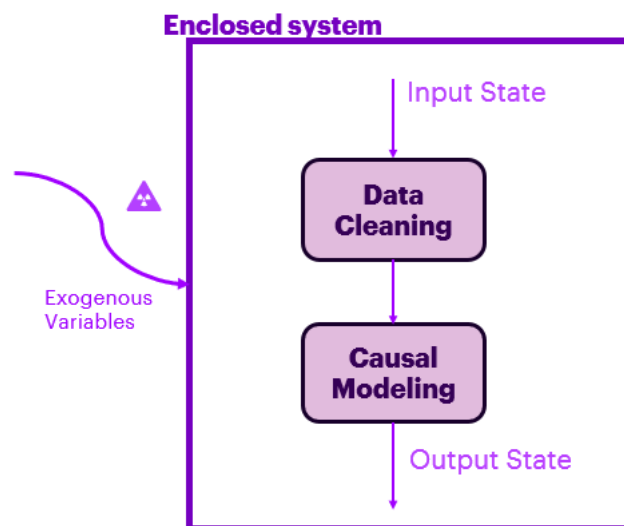 Enclosed system
Input State
Data
Cleaning
Exogenous
Variables
Causal
Modeling
Output State